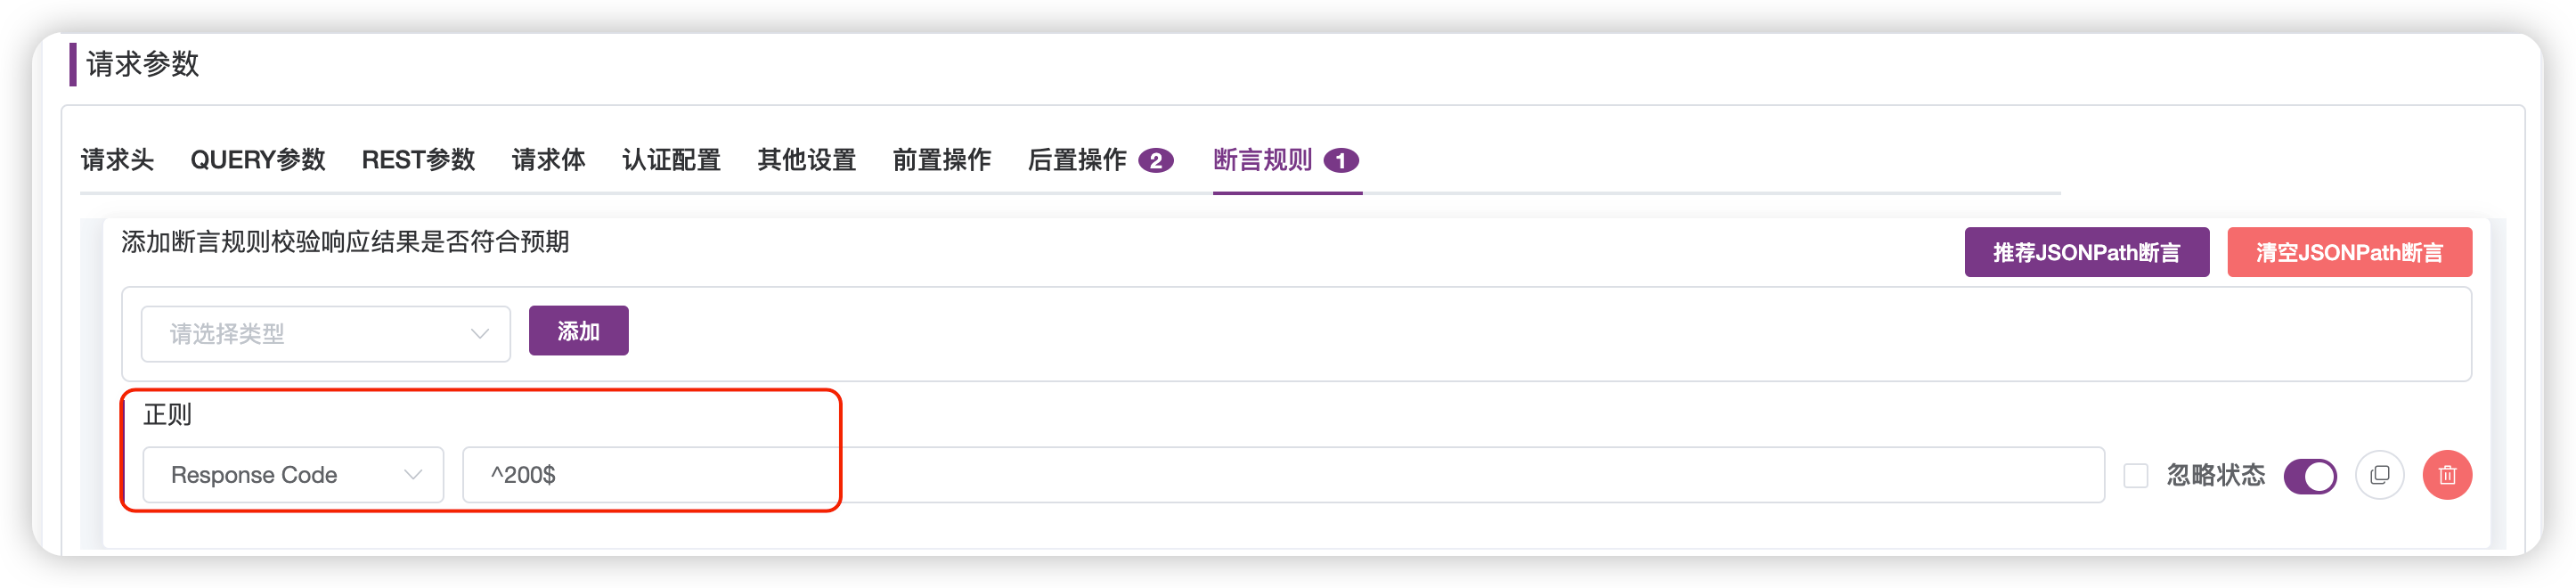 请求参数
请求头 QUERY参数 REST参数 请求体 认证配置 其他设置 前置操作 后置操作 2 断言规则 1
添加断言规则校验响应结果是否符合预期
推荐JSONPath断言 清空JSONPath断言
请选择类型 添加
正则
Response Code ^200$ 忽略状态